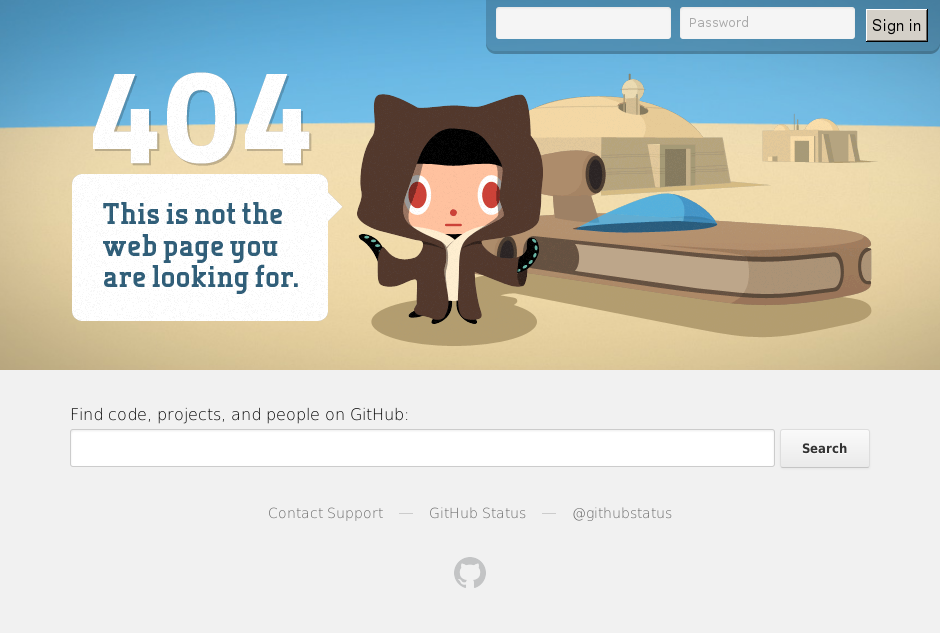 Password
Sign in
404
This is not the
web page you
are looking for.
Find code, projects, and people on GitHub:
Search
Contact Support — GitHub Status — @githubstatus